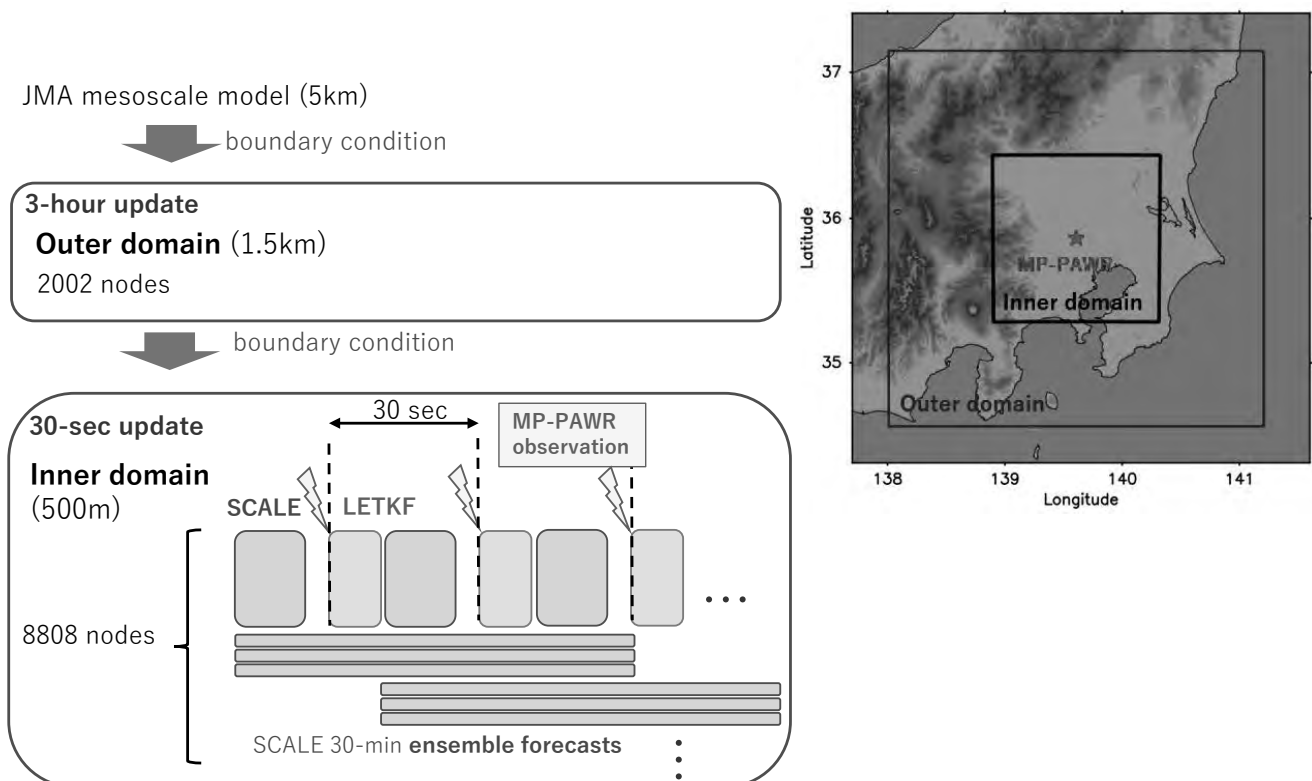 JMA mesoscale model (5km)
boundary condition
3-hour update
Outer domain (1.5km)
2002 nodes
boundary condition
30-sec update
Inner domain
(500m)
30 sec
MP-PAWR
observation
SCALE
LETKF
8808 nodes
...
SCALE 30-min ensemble forecasts
37
36
35
Latitude
MP-PAWR
Inner domain
Outer domain
138
139
140
141
Longitude